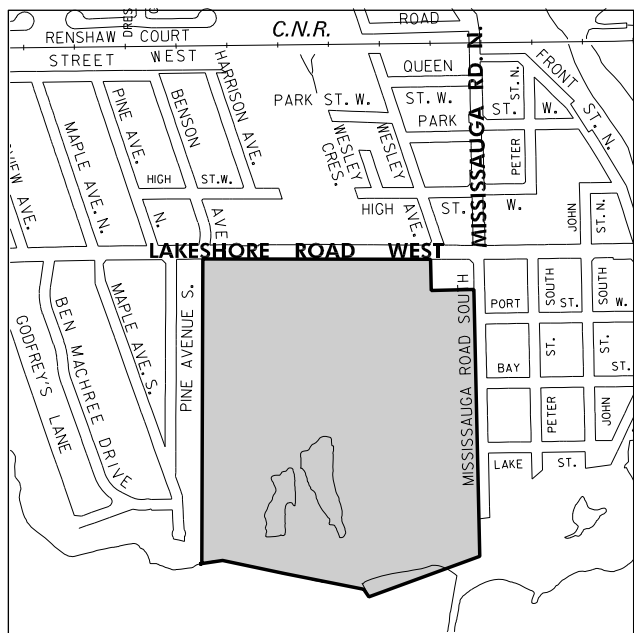 ROAD
C.N.R.
RENSHAW COURT
STREET WEST
QUEEN
FRONT ST. N.
HARRISON AVE.
MISSISSAUGA RD. N.
PARK ST. W.
ST. W.
PARK
ST. W.
ST. N.
PETER
PINE AVE.
BENSON
MAPLE AVE. N.
WESLEY CRES.
WESLEY
AVE.
HIGH ST.W.
N.
AVE
HIGH ST. W.
JOHN
ST. N.
LAKESHORE ROAD WEST
PORT ST. W.
SOUTH
SOUTH
MISSISSAUGA ROAD SOUTH
PINE AVENUE S.
MAPLE AVE. S.
BEN MACHREE DRIVE
GODFREY'S LANE
BAY ST.
ST.
ST.
PETER
JOHN
LAKE ST.